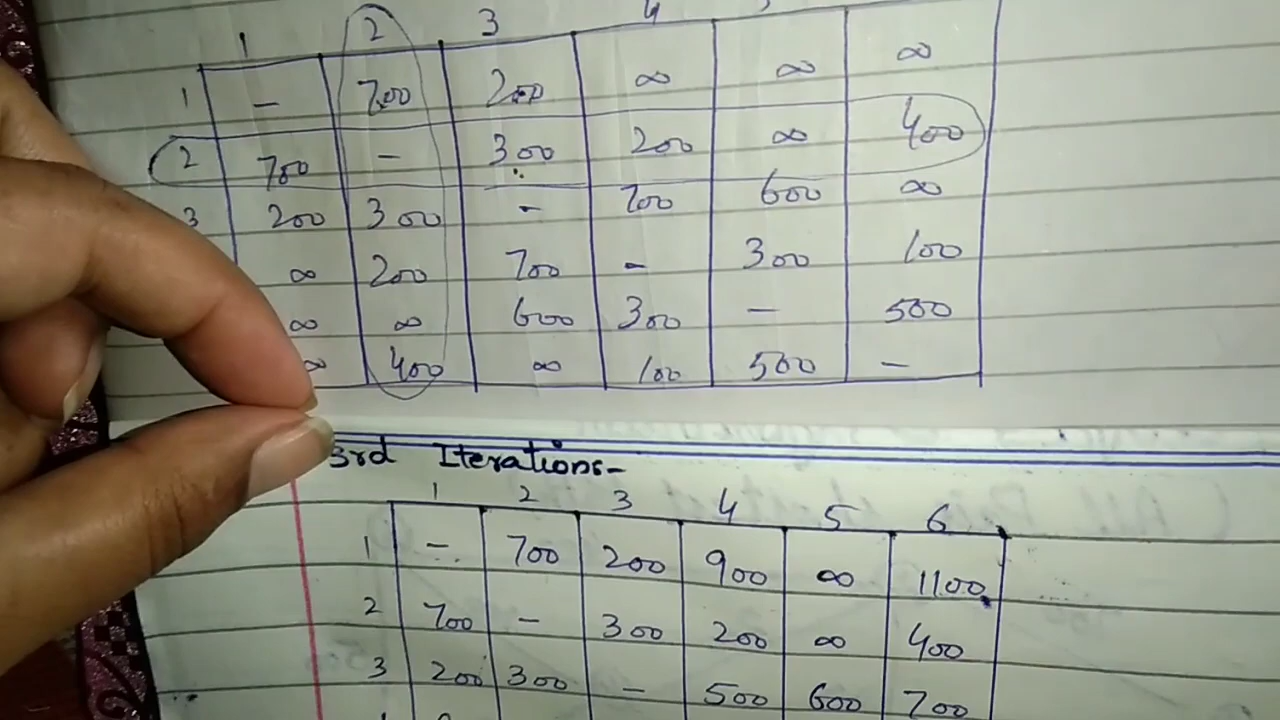 1 2 3 4
1 - 700 200 ∞ ∞ ∞
2 700 - 300 200 ∞ 400
3 200 300 - 700 600 ∞
∞ 200 700 - 300 100
∞ ∞ 600 300 - 500
∞ 400 ∞ 100 500 -
3rd Iterations-
1 2 3 4 5 6
1 - 700 200 900 ∞ 1100
2 700 - 300 200 ∞ 400
3 200 300 - 500 600 700